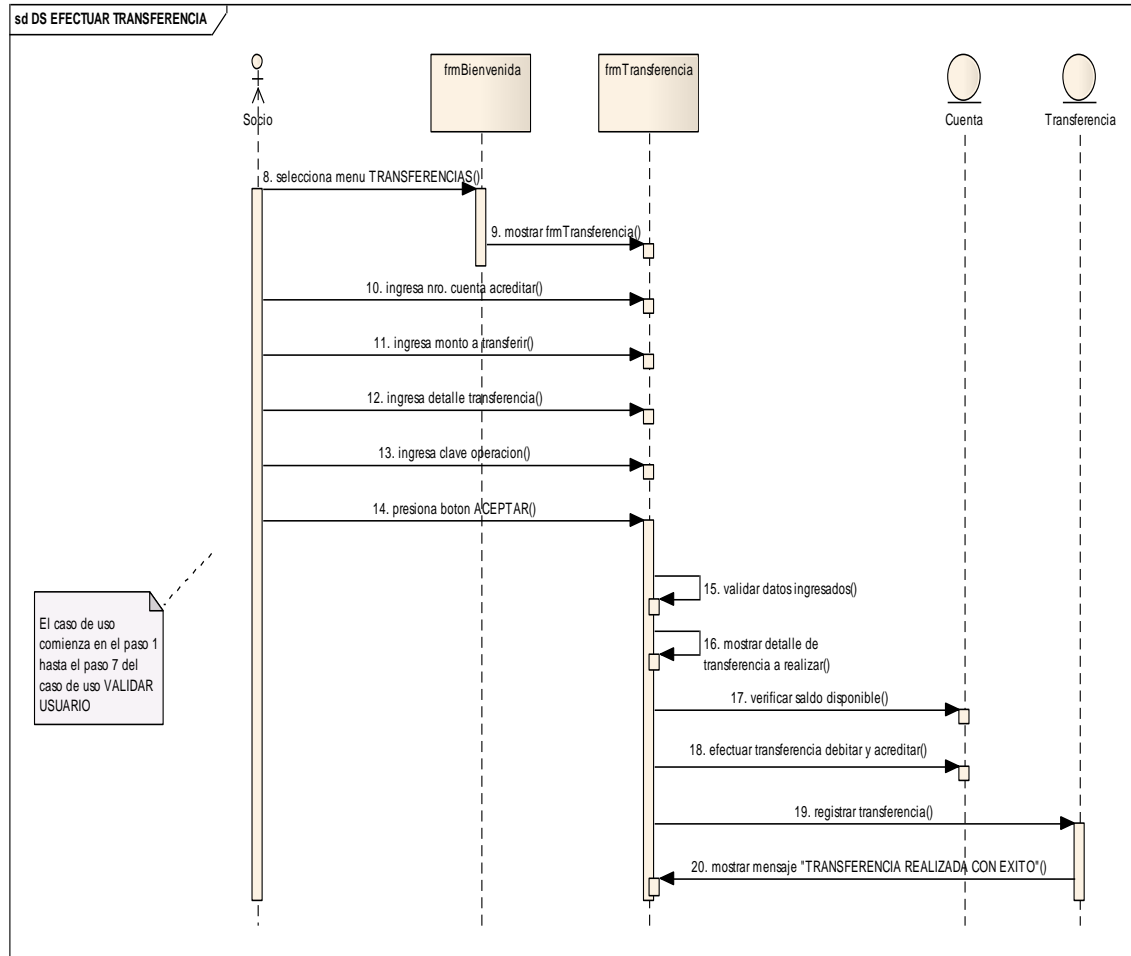 sd DS EFECTUAR TRANSFERENCIA
Socio
frmBienvenida
frmTransferencia
Cuenta
Transferencia
8. selecciona menu TRANSFERENCIAS()
9. mostrar frmTransferencia()
10. ingresa nro. cuenta acreditar()
11. ingresa monto a transferir()
12. ingresa detalle transferencia()
13. ingresa clave operacion()
14. presiona boton ACEPTAR()
15. validar datos ingresados()
El caso de uso
comienza en el paso 1
hasta el paso 7 del
caso de uso VALIDAR
USUARIO
16. mostrar detalle de
transferencia a realizar()
17. verificar saldo disponible()
18. efectuar transferencia debitar y acreditar()
19. registrar transferencia()
20. mostrar mensaje "TRANSFERENCIA REALIZADA CON EXITO"()